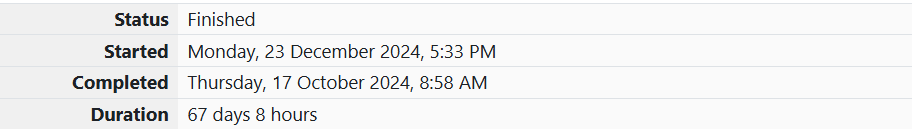 Status Finished
Started Monday, 23 December 2024, 5:33 PM
Completed Thursday, 17 October 2024, 8:58 AM
Duration 67 days 8 hours